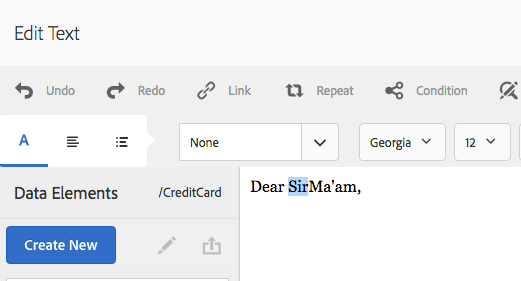 Edit Text
Undo Redo Link Repeat Condition
A None Georgia 12
Data Elements /CreditCard
Dear SirMa'am,
Create New